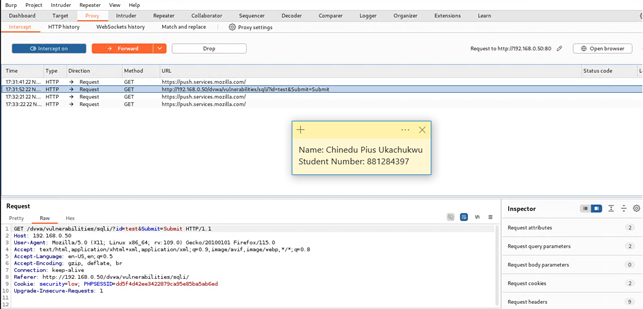 Burp Project Intruder Repeater View Help
Dashboard Target Proxy Intruder Repeater Collaborator Sequencer Decoder Comparer Logger Organizer Extensions Learn
Intercept HTTP history WebSockets history Match and replace Proxy settings
Intercept on Forward Drop Request to http://192.168.0.50:80 Open browser
Time Type Direction Method URL Status code
17:31:41 22 N... HTTP → Request GET https://push.services.mozilla.com/
17:31:52 22 N... HTTP → Request GET http://192.168.0.50/dvwa/vulnerabilities/sqli/?id=test&Submit=Submit
17:32:21 22 N... HTTP → Request GET https://push.services.mozilla.com/
17:33:22 22 N... HTTP → Request GET https://push.services.mozilla.com/
Name: Chinedu Pius Ukachukwu
Student Number: 881284397
Request
Pretty Raw Hex
1 GET /dvwa/vulnerabilities/sqli/?id=test&Submit=Submit HTTP/1.1
2 Host: 192.168.0.50
3 User-Agent: Mozilla/5.0 (X11; Linux x86_64; rv:109.0) Gecko/20100101 Firefox/115.0
4 Accept: text/html,application/xhtml+xml,application/xml;q=0.9,image/avif,image/webp,*/*;q=0.8
5 Accept-Language: en-US,en;q=0.5
6 Accept-Encoding: gzip, deflate, br
7 Connection: keep-alive
8 Referer: http://192.168.0.50/dvwa/vulnerabilities/sqli/
9 Cookie: security=low; PHPSESSID=dd5f4d42ee3422879ca95e85ba5ab6ed
10 Upgrade-Insecure-Requests: 1
11
12
Inspector
Request attributes 2
Request query parameters 2
Request body parameters 0
Request cookies 2
Request headers 9